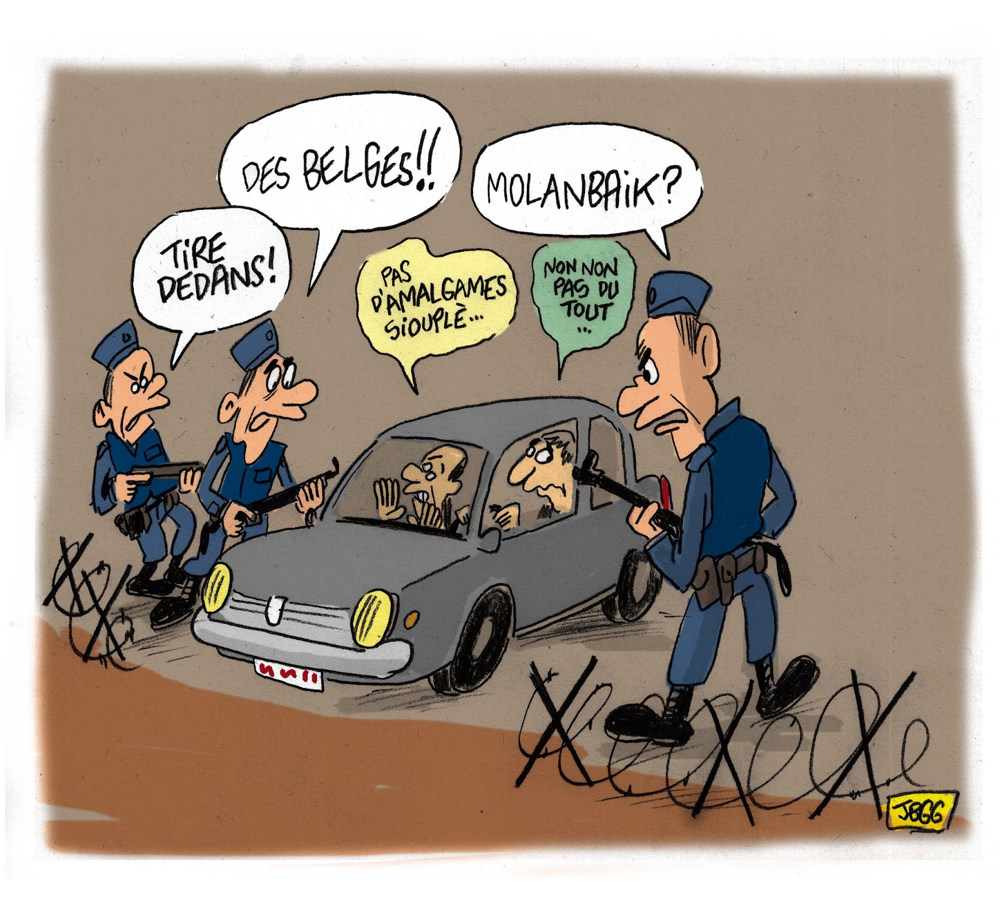 DES BELGES!!
MOLANBAIK?
TIRE
DEDANS!
PAS
D'AMALGAMES
SIOUPLÈ...
NON NON
PAS DU
TOUT
...
JBGG